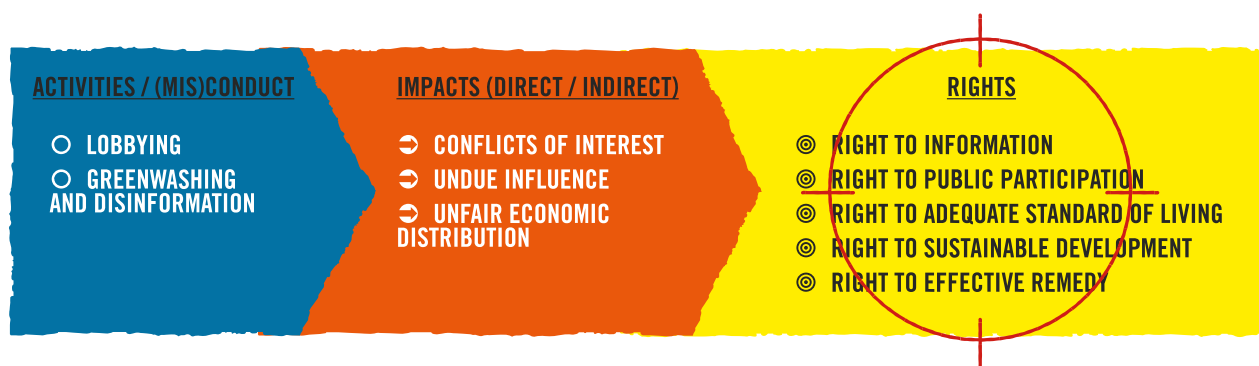 ACTIVITIES / (MIS)CONDUCT
LOBBYING
GREENWASHING
AND DISINFORMATION
IMPACTS (DIRECT / INDIRECT)
CONFLICTS OF INTEREST
UNDUE INFLUENCE
UNFAIR ECONOMIC
DISTRIBUTION
RIGHTS
RIGHT TO INFORMATION
RIGHT TO PUBLIC PARTICIPATION
RIGHT TO ADEQUATE STANDARD OF LIVING
RIGHT TO SUSTAINABLE DEVELOPMENT
RIGHT TO EFFECTIVE REMEDY